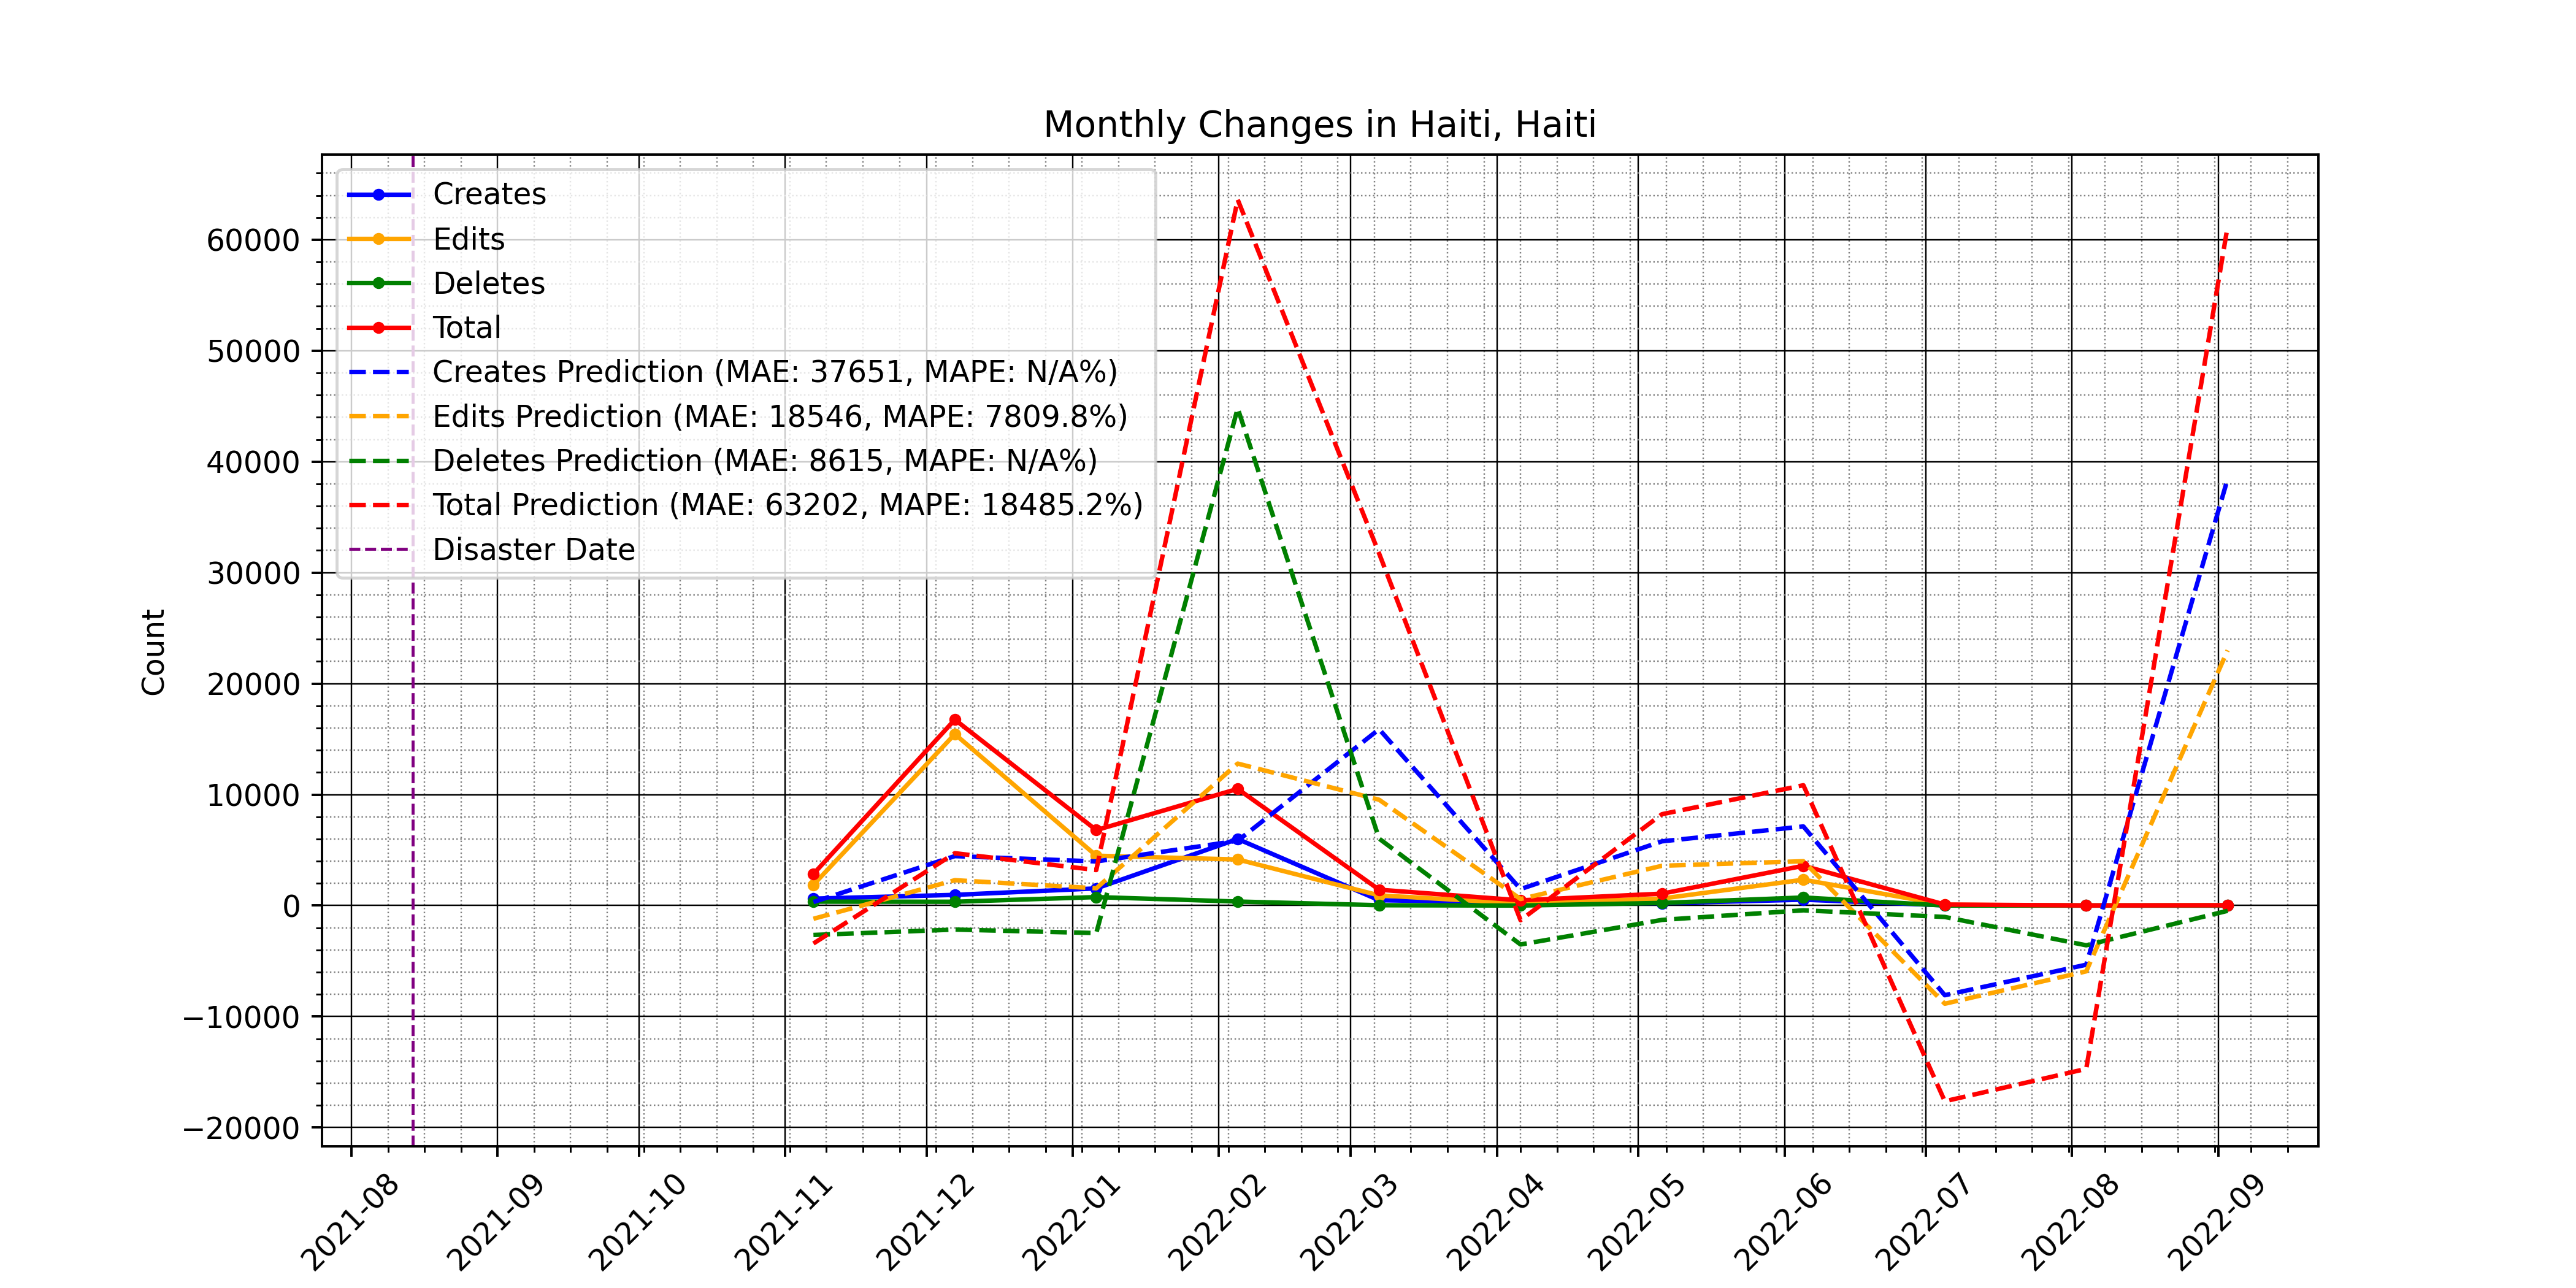 Monthly Changes in Haiti, Haiti
Creates
Edits
Deletes
Total
Creates Prediction (MAE: 37651, MAPE: N/A%)
Edits Prediction (MAE: 18546, MAPE: 7809.8%)
Deletes Prediction (MAE: 8615, MAPE: N/A%)
Total Prediction (MAE: 63202, MAPE: 18485.2%)
Disaster Date
Count
60000
50000
40000
30000
20000
10000
0
−10000
−20000
2021-08
2021-09
2021-10
2021-11
2021-12
2022-01
2022-02
2022-03
2022-04
2022-05
2022-06
2022-07
2022-08
2022-09